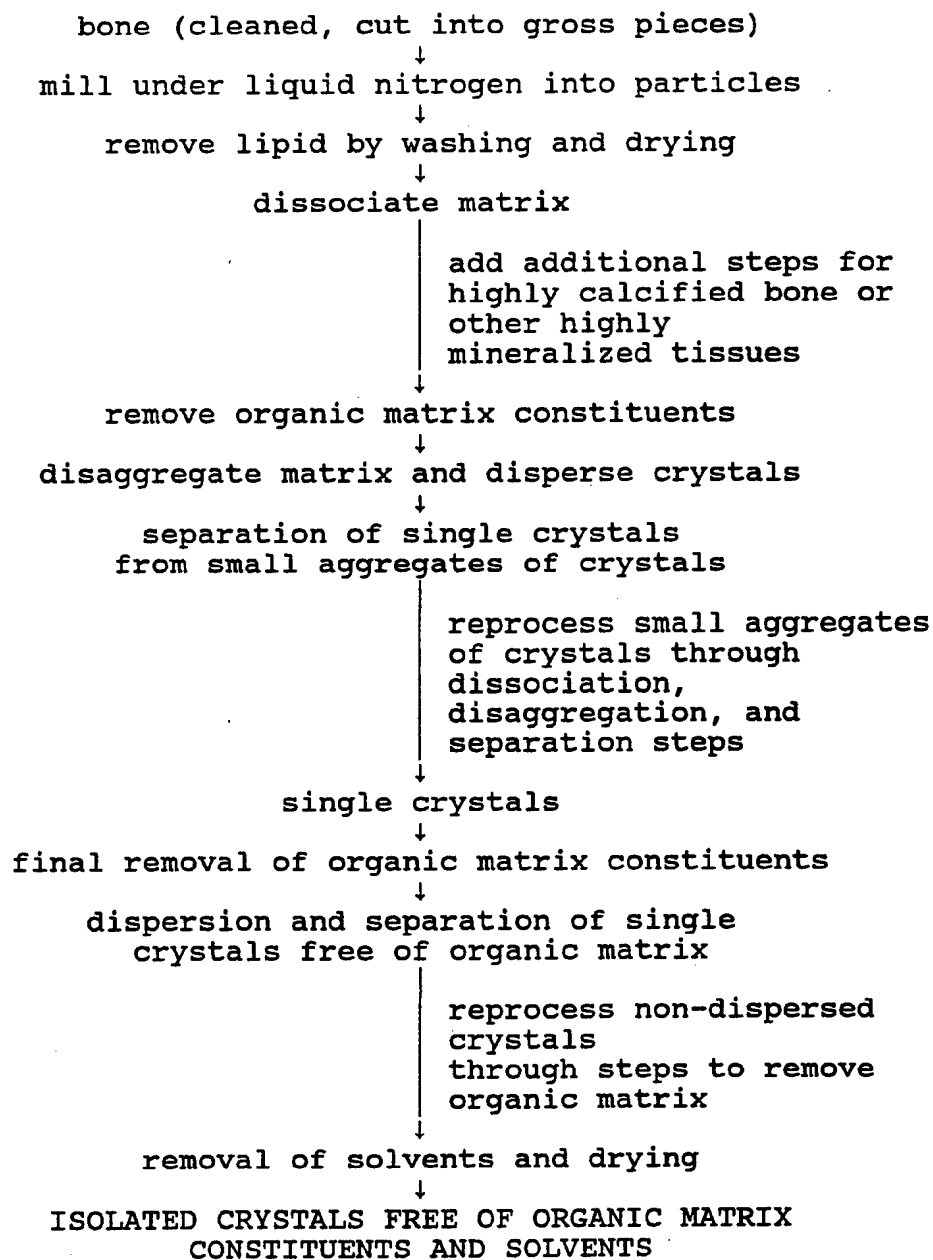 bone (cleaned, cut into gross pieces)
↓
mill under liquid nitrogen into particles
↓
remove lipid by washing and drying
↓
dissociate matrix
add additional steps for
highly calcified bone or
other highly
mineralized tissues
↓
remove organic matrix constituents
↓
disaggregate matrix and disperse crystals
↓
separation of single crystals
from small aggregates of crystals
reprocess small aggregates
of crystals through
dissociation,
disaggregation, and
separation steps
↓
single crystals
↓
final removal of organic matrix constituents
↓
dispersion and separation of single
crystals free of organic matrix
reprocess non-dispersed
crystals
through steps to remove
organic matrix
↓
removal of solvents and drying
↓
ISOLATED CRYSTALS FREE OF ORGANIC MATRIX
CONSTITUENTS AND SOLVENTS